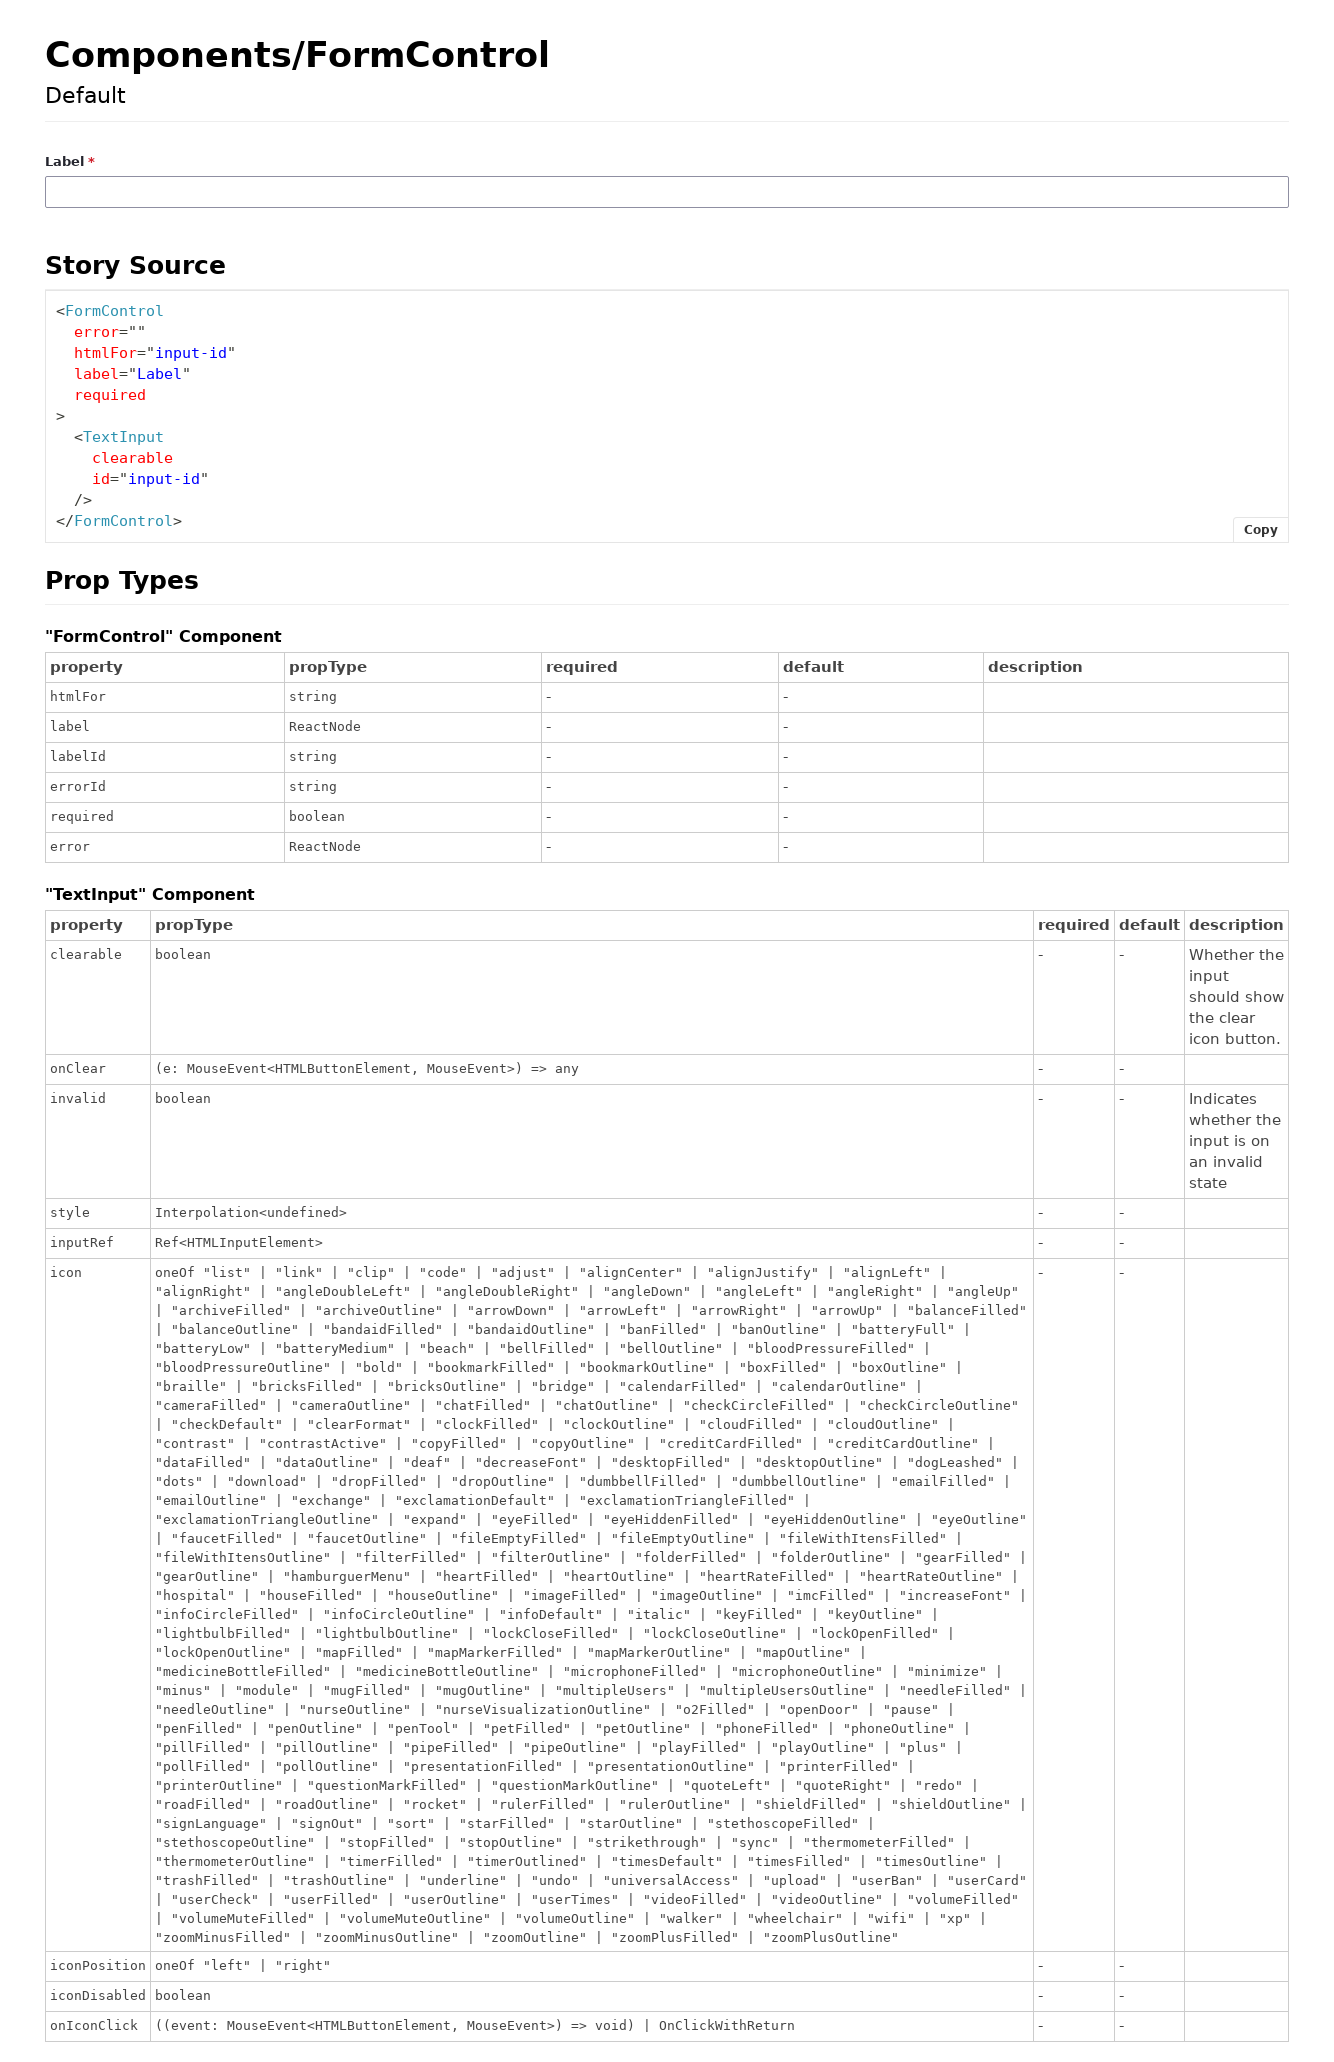 Components/FormControl
Default
Label *
Story Source
<FormControl
  error=""
  htmlFor="input-id"
  label="Label"
  required
>
  <TextInput
    clearable
    id="input-id"
  />
</FormControl>
Copy
Prop Types
"FormControl" Component
property propType required default description
htmlFor string - -
label ReactNode - -
labelId string - -
errorId string - -
required boolean - -
error ReactNode - -
"TextInput" Component
property propType required default description
clearable boolean - - Whether the
input
should show
the clear
icon button.
onClear (e: MouseEvent<HTMLButtonElement, MouseEvent>) => any - -
invalid boolean - - Indicates
whether the
input is on
an invalid
state
style Interpolation<undefined> - -
inputRef Ref<HTMLInputElement> - -
icon oneOf "list" | "link" | "clip" | "code" | "adjust" | "alignCenter" | "alignJustify" | "alignLeft" | - -
"alignRight" | "angleDoubleLeft" | "angleDoubleRight" | "angleDown" | "angleLeft" | "angleRight" | "angleUp"
| "archiveFilled" | "archiveOutline" | "arrowDown" | "arrowLeft" | "arrowRight" | "arrowUp" | "balanceFilled"
| "balanceOutline" | "bandaidFilled" | "bandaidOutline" | "banFilled" | "banOutline" | "batteryFull" |
"batteryLow" | "batteryMedium" | "beach" | "bellFilled" | "bellOutline" | "bloodPressureFilled" |
"bloodPressureOutline" | "bold" | "bookmarkFilled" | "bookmarkOutline" | "boxFilled" | "boxOutline" |
"braille" | "bricksFilled" | "bricksOutline" | "bridge" | "calendarFilled" | "calendarOutline" |
"cameraFilled" | "cameraOutline" | "chatFilled" | "chatOutline" | "checkCircleFilled" | "checkCircleOutline"
| "checkDefault" | "clearFormat" | "clockFilled" | "clockOutline" | "cloudFilled" | "cloudOutline" |
"contrast" | "contrastActive" | "copyFilled" | "copyOutline" | "creditCardFilled" | "creditCardOutline" |
"dataFilled" | "dataOutline" | "deaf" | "decreaseFont" | "desktopFilled" | "desktopOutline" | "dogLeashed" |
"dots" | "download" | "dropFilled" | "dropOutline" | "dumbbellFilled" | "dumbbellOutline" | "emailFilled" |
"emailOutline" | "exchange" | "exclamationDefault" | "exclamationTriangleFilled" |
"exclamationTriangleOutline" | "expand" | "eyeFilled" | "eyeHiddenFilled" | "eyeHiddenOutline" | "eyeOutline"
| "faucetFilled" | "faucetOutline" | "fileEmptyFilled" | "fileEmptyOutline" | "fileWithItensFilled" |
"fileWithItensOutline" | "filterFilled" | "filterOutline" | "folderFilled" | "folderOutline" | "gearFilled" |
"gearOutline" | "hamburguerMenu" | "heartFilled" | "heartOutline" | "heartRateFilled" | "heartRateOutline" |
"hospital" | "houseFilled" | "houseOutline" | "imageFilled" | "imageOutline" | "imcFilled" | "increaseFont" |
"infoCircleFilled" | "infoCircleOutline" | "infoDefault" | "italic" | "keyFilled" | "keyOutline" |
"lightbulbFilled" | "lightbulbOutline" | "lockCloseFilled" | "lockCloseOutline" | "lockOpenFilled" |
"lockOpenOutline" | "mapFilled" | "mapMarkerFilled" | "mapMarkerOutline" | "mapOutline" |
"medicineBottleFilled" | "medicineBottleOutline" | "microphoneFilled" | "microphoneOutline" | "minimize" |
"minus" | "module" | "mugFilled" | "mugOutline" | "multipleUsers" | "multipleUsersOutline" | "needleFilled" |
"needleOutline" | "nurseOutline" | "nurseVisualizationOutline" | "o2Filled" | "openDoor" | "pause" |
"penFilled" | "penOutline" | "penTool" | "petFilled" | "petOutline" | "phoneFilled" | "phoneOutline" |
"pillFilled" | "pillOutline" | "pipeFilled" | "pipeOutline" | "playFilled" | "playOutline" | "plus" |
"pollFilled" | "pollOutline" | "presentationFilled" | "presentationOutline" | "printerFilled" |
"printerOutline" | "questionMarkFilled" | "questionMarkOutline" | "quoteLeft" | "quoteRight" | "redo" |
"roadFilled" | "roadOutline" | "rocket" | "rulerFilled" | "rulerOutline" | "shieldFilled" | "shieldOutline" |
"signLanguage" | "signOut" | "sort" | "starFilled" | "starOutline" | "stethoscopeFilled" |
"stethoscopeOutline" | "stopFilled" | "stopOutline" | "strikethrough" | "sync" | "thermometerFilled" |
"thermometerOutline" | "timerFilled" | "timerOutlined" | "timesDefault" | "timesFilled" | "timesOutline" |
"trashFilled" | "trashOutline" | "underline" | "undo" | "universalAccess" | "upload" | "userBan" | "userCard"
| "userCheck" | "userFilled" | "userOutline" | "userTimes" | "videoFilled" | "videoOutline" | "volumeFilled"
| "volumeMuteFilled" | "volumeMuteOutline" | "volumeOutline" | "walker" | "wheelchair" | "wifi" | "xp" |
"zoomMinusFilled" | "zoomMinusOutline" | "zoomOutline" | "zoomPlusFilled" | "zoomPlusOutline"
iconPosition oneOf "left" | "right" - -
iconDisabled boolean - -
onIconClick ((event: MouseEvent<HTMLButtonElement, MouseEvent>) => void) | OnClickWithReturn - -